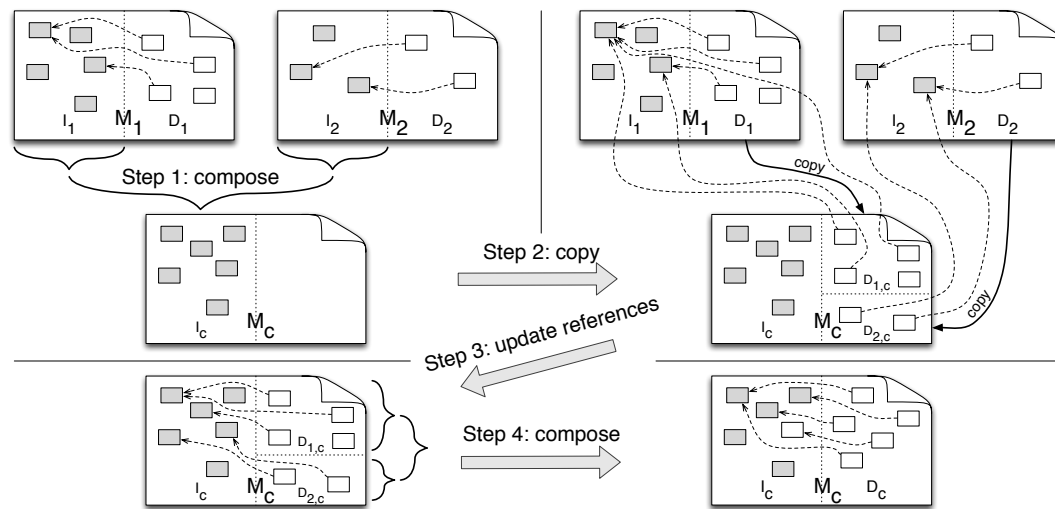 I1 M1 D1
I2 M2 D2
Step 1: compose
Ic Mc
I1 M1 D1
I2 M2 D2
copy
D1,c
Ic Mc D2,c
copy
Step 2: copy
Step 3: update references
D1,c
Ic Mc D2,c
Step 4: compose
Ic Mc Dc